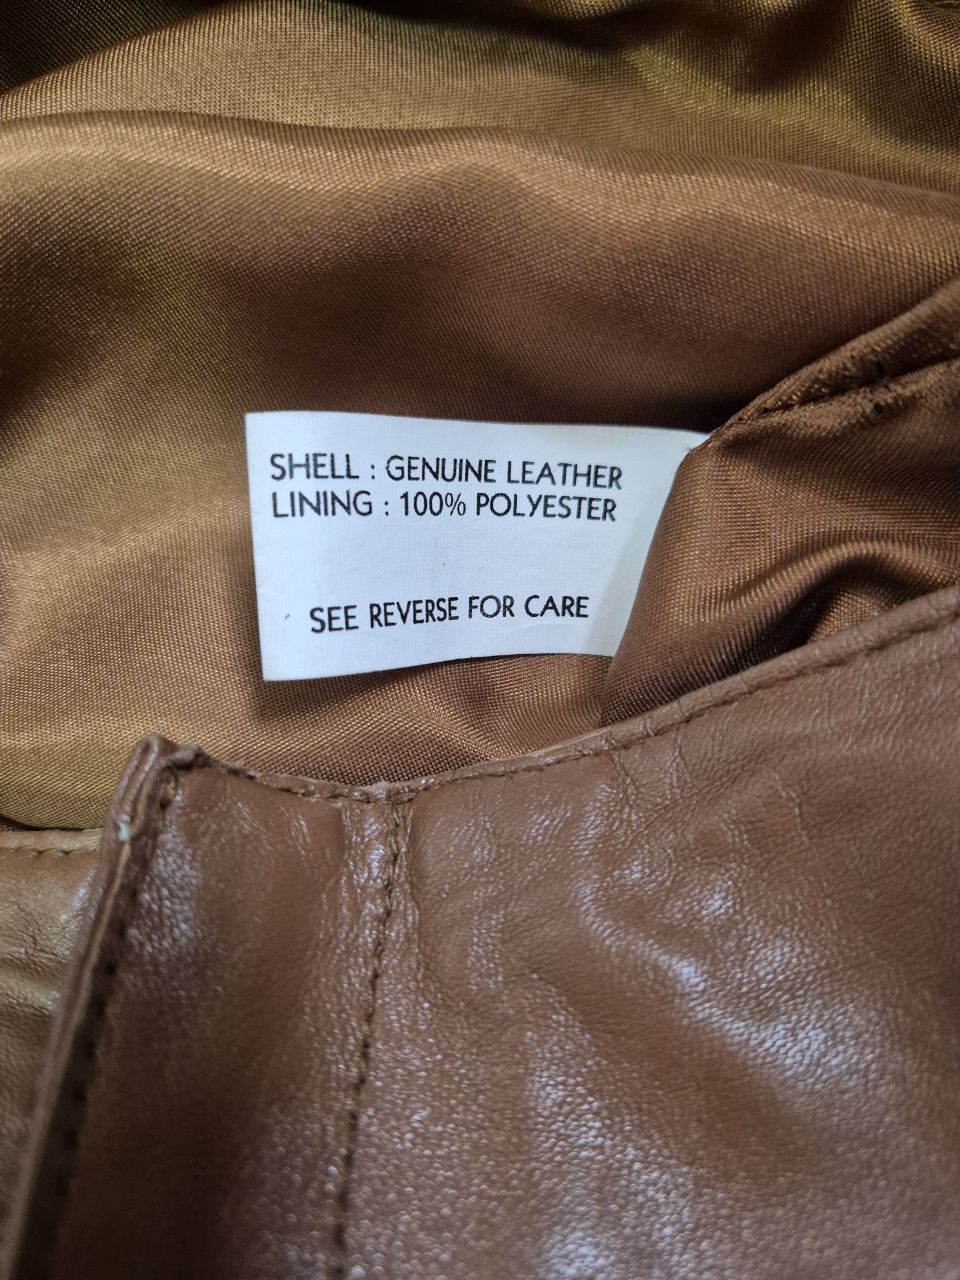 SHELL : GENUINE LEATHER
LINING : 100% POLYESTER
SEE REVERSE FOR CARE